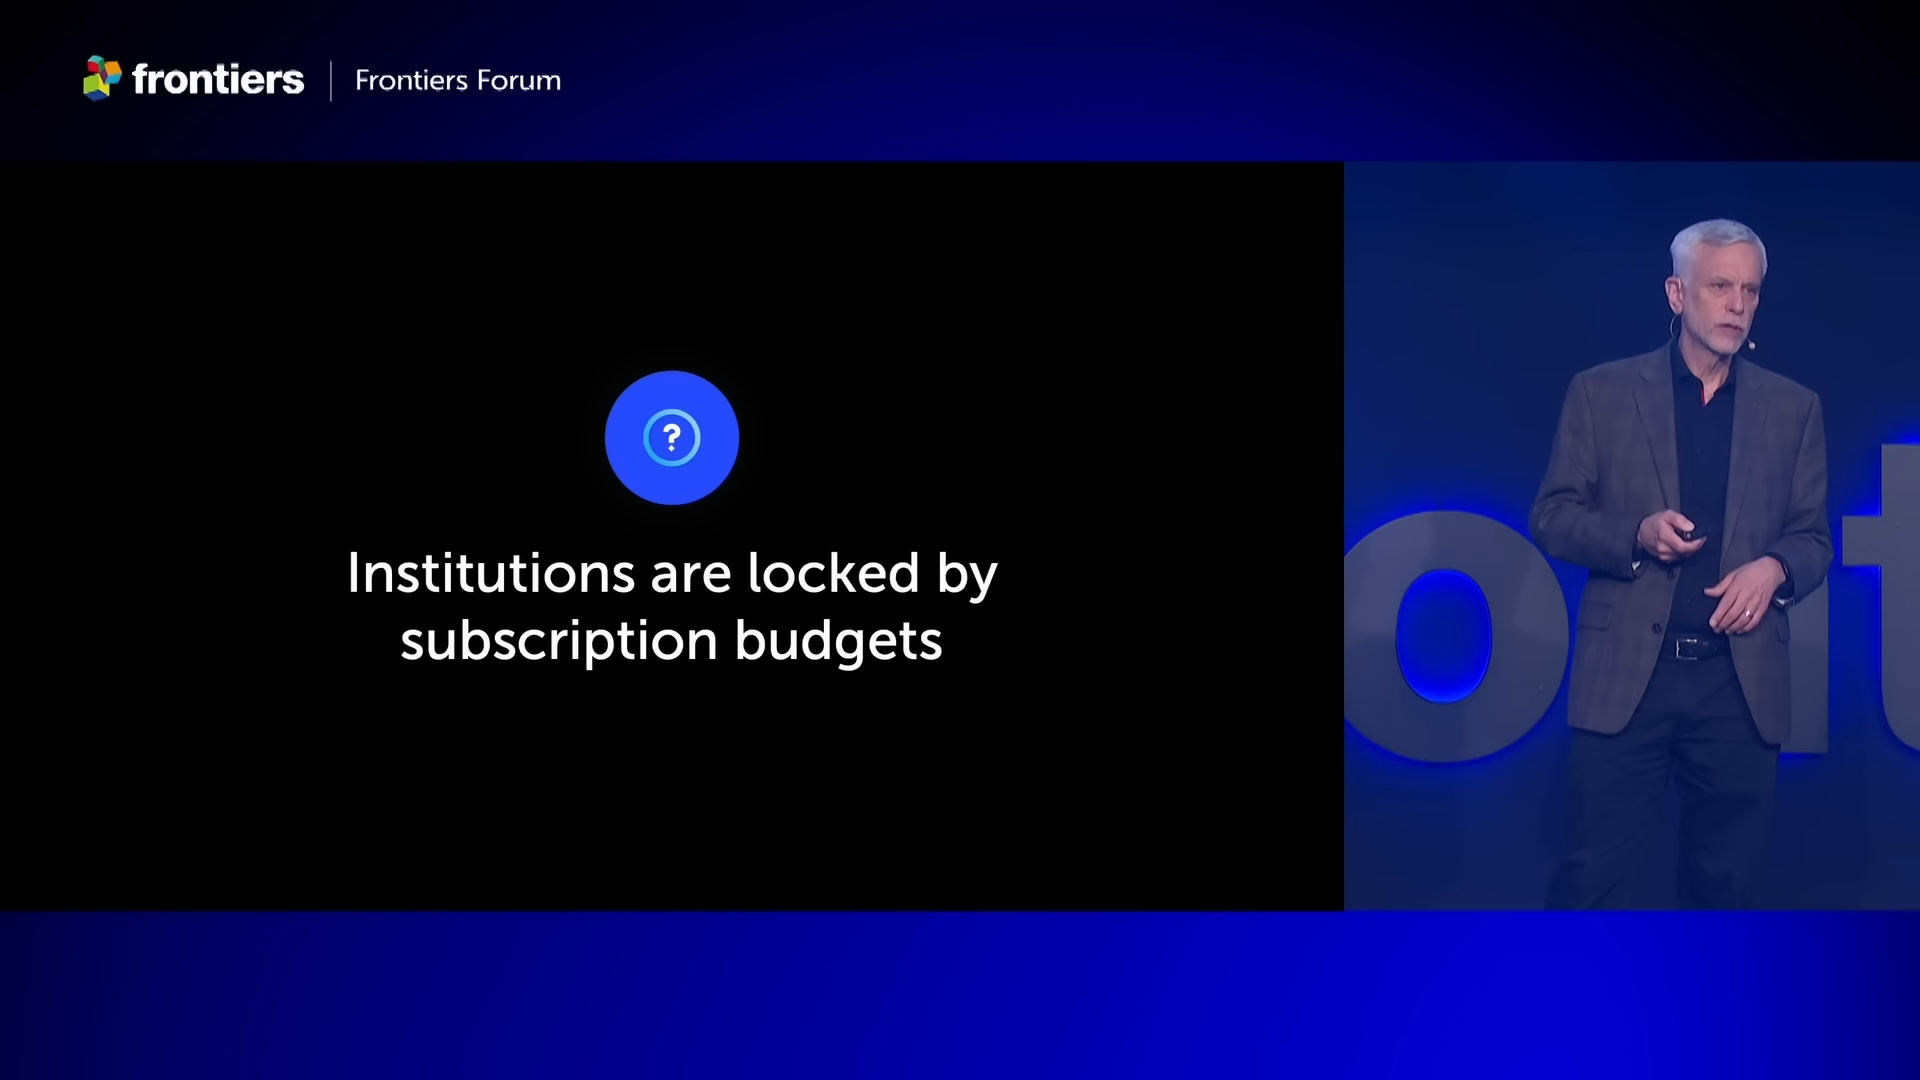 frontiers | Frontiers Forum
?
Institutions are locked by
subscription budgets
o
t